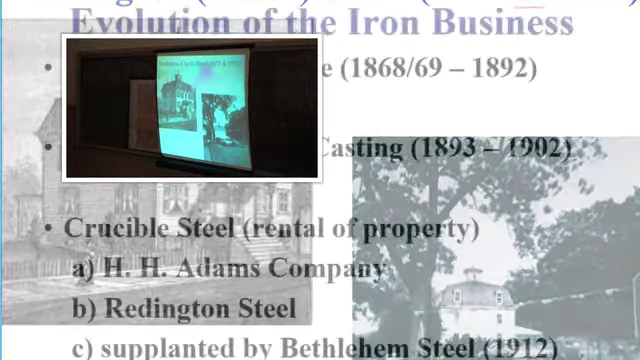 Evolution of the Iron Business
e (1868/69 – 1892)
Casting (1893 – 1902)
• Crucible Steel (rental of property)
a) H. H. Adams Company
b) Redington Steel
c) supplanted by Bethlehem Steel (1912)